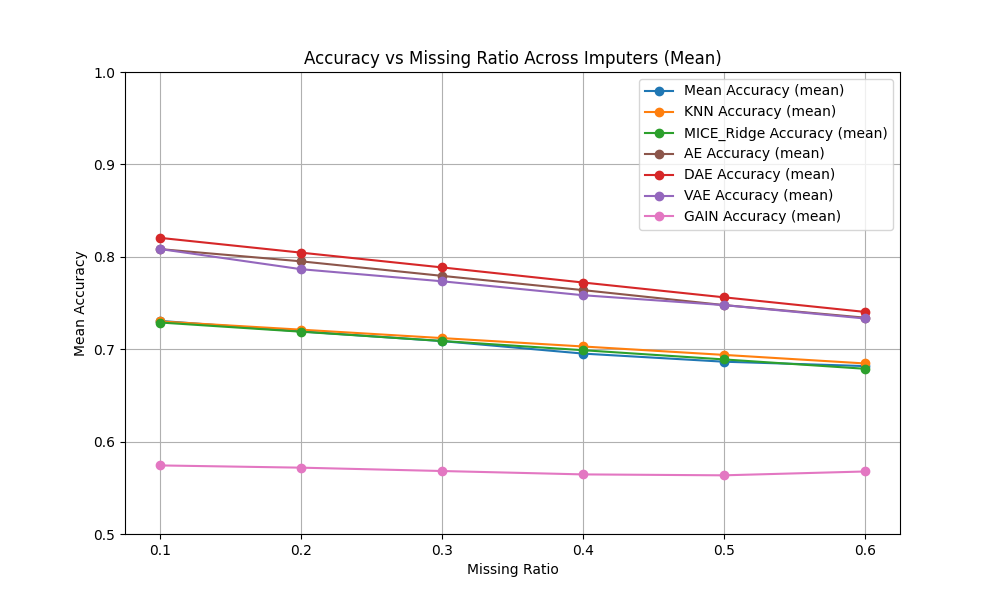 Accuracy vs Missing Ratio Across Imputers (Mean)
1.0
0.9
0.8
0.7
0.6
0.5
Mean Accuracy
Mean Accuracy (mean)
KNN Accuracy (mean)
MICE_Ridge Accuracy (mean)
AE Accuracy (mean)
DAE Accuracy (mean)
VAE Accuracy (mean)
GAIN Accuracy (mean)
0.1 0.2 0.3 0.4 0.5 0.6
Missing Ratio